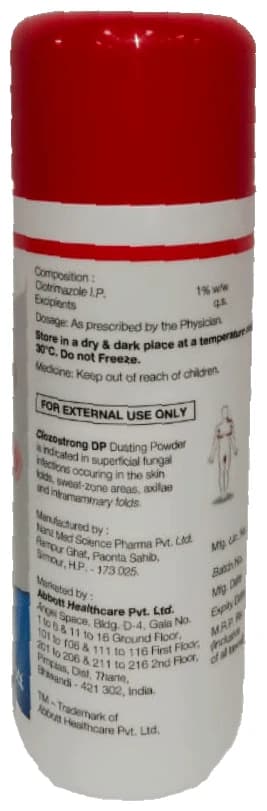 Composition :
Clotrimazole I.P. 1% w/w
Excipients q.s.
Dosage: As prescribed by the Physician.
Store in a dry & dark place at a temperature
30°C. Do not Freeze.
Medicine: Keep out of reach of children.
FOR EXTERNAL USE ONLY
Clozostrong DP Dusting Powder
is indicated in superficial fungal
infections occuring in the skin
folds, sweat-zone areas, axillae
and inframammary folds.
Manufactured by :
Nanz Med Science Pharma Pvt. Ltd.
Rampur Ghat, Paonta Sahib,
Sirmour, H.P. - 173 025.
Marketed by :
Abbott Healthcare Pvt. Ltd.
Angel Space, Bldg. D-4, Gala No.
1 to 6 & 11 to 16 Ground Floor,
101 to 106 & 111 to 116 First Floor,
201 to 206 & 211 to 216 2nd Floor,
Pimplas, Dist. Thane,
Bhiwandi - 421 302, India.
TM - Trademark of
Abbott Healthcare Pvt. Ltd.
Mfg. Lic. No.
Batch No.
Mfg. Date
Expiry Date
M.R.P.
(Inclusive
of all